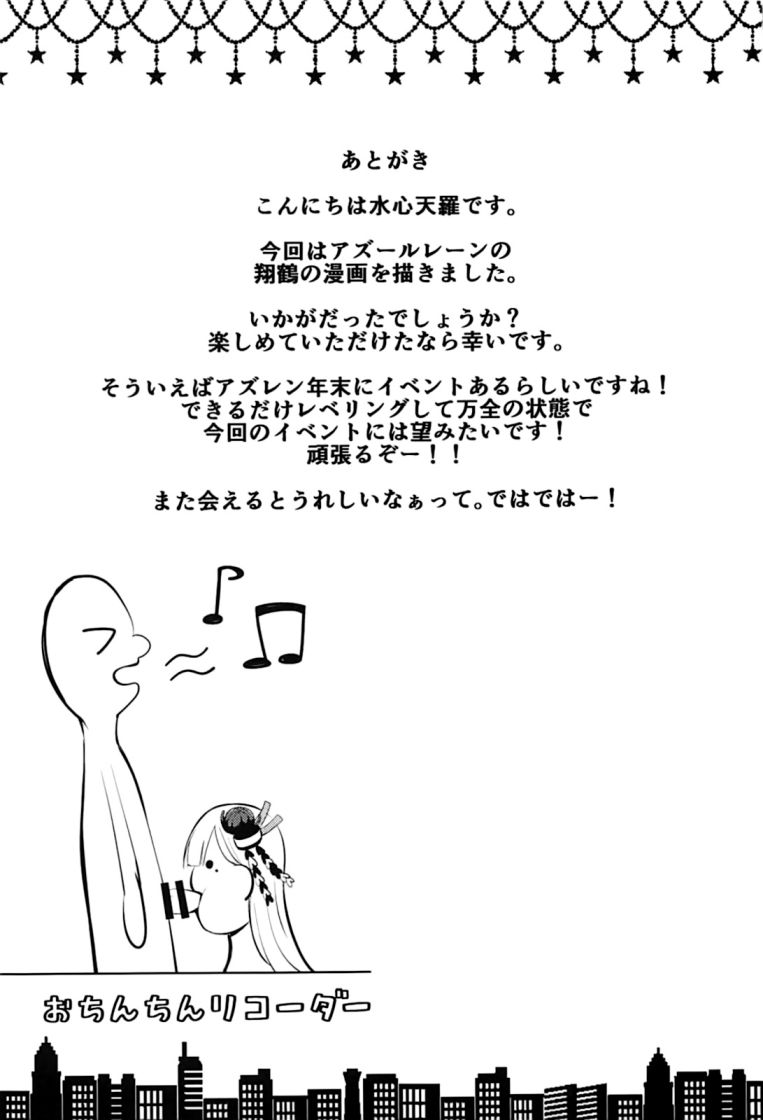 あとがき
こんにちは水心天羅です。
今回はアズールレーンの
翔鶴の漫画を描きました。
いかがだったでしょうか？
楽しめていただけたなら幸いです。
そういえばアズレン年末にイベントあるらしいですね！
できるだけレベリングして万全の状態で
今回のイベントには望みたいです！
頑張るぞー！！
また会えるとうれしいなぁって。ではではー！
おちんちんリコーダー